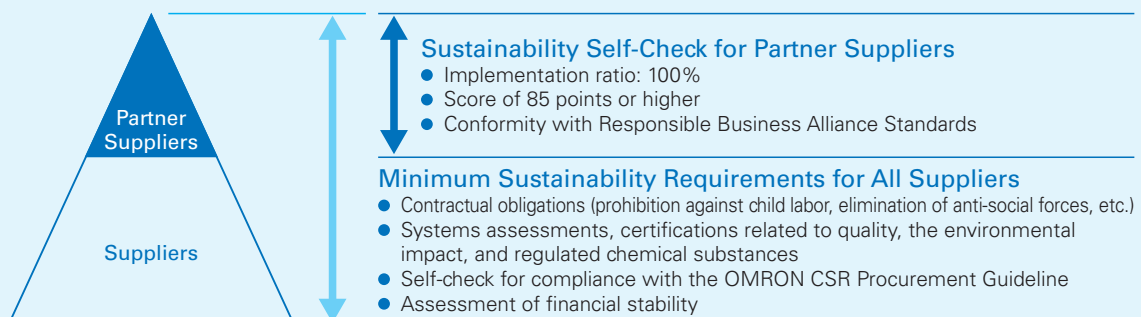 Partner
Suppliers
Suppliers
Sustainability Self-Check for Partner Suppliers
● Implementation ratio: 100%
● Score of 85 points or higher
● Conformity with Responsible Business Alliance Standards
Minimum Sustainability Requirements for All Suppliers
● Contractual obligations (prohibition against child labor, elimination of anti-social forces, etc.)
● Systems assessments, certifications related to quality, the environmental
impact, and regulated chemical substances
● Self-check for compliance with the OMRON CSR Procurement Guideline
● Assessment of financial stability